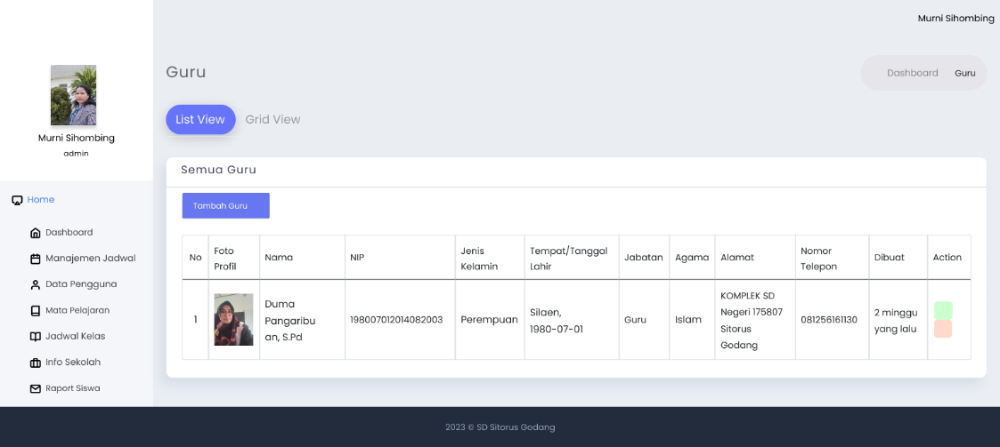 Murni Sihombing
Murni Sihombing
admin
Home
Dashboard
Manajemen Jadwal
Data Pengguna
Mata Pelajaran
Jadwal Kelas
Info Sekolah
Raport Siswa
Guru
Dashboard Guru
List View Grid View
Semua Guru
Tambah Guru
No
Foto
Profil
Nama
NIP
Jenis
Kelamin
Tempat/Tanggal
Lahir
Jabatan
Agama
Alamat
Nomor
Telepon
Dibuat
Action
1
Duma
Pangaribu
an, S.Pd
198007012014082003
Perempuan
Silaen,
1980-07-01
Guru
Islam
KOMPLEK SD
Negeri 175807
Sitorus
Godang
081256161130
2 minggu
yang lalu
2023 © SD Sitorus Godang